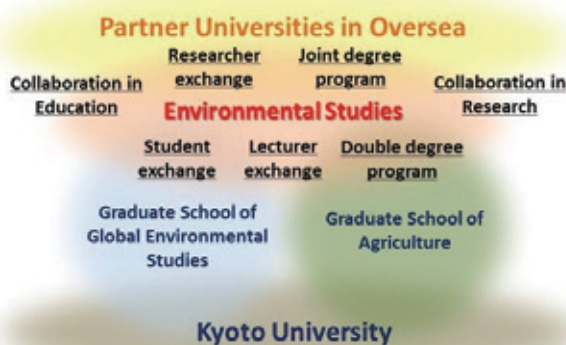 Partner Universities in Oversea
Researcher exchange
Joint degree program
Collaboration in Education
Collaboration in Research
Environmental Studies
Student exchange
Lecturer exchange
Double degree program
Graduate School of
Global Environmental
Studies
Graduate School of
Agriculture
Kyoto University